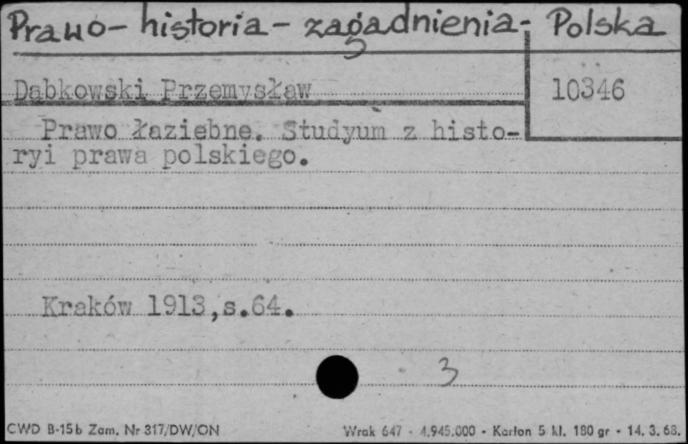 Prawo - historia - zagadnienia - Polska
Dąbkowski Przemysław
10346
Prawo łaziebne. Studyum z histo-
ryi prawa polskiego.
Kraków 1913,s.64.
3
CWD B-15b Zam. Nr 317/DW/ON
Wrak 647 - 4.945.000 - Karton 5 kl. 180 gr - 14. 3. 68.